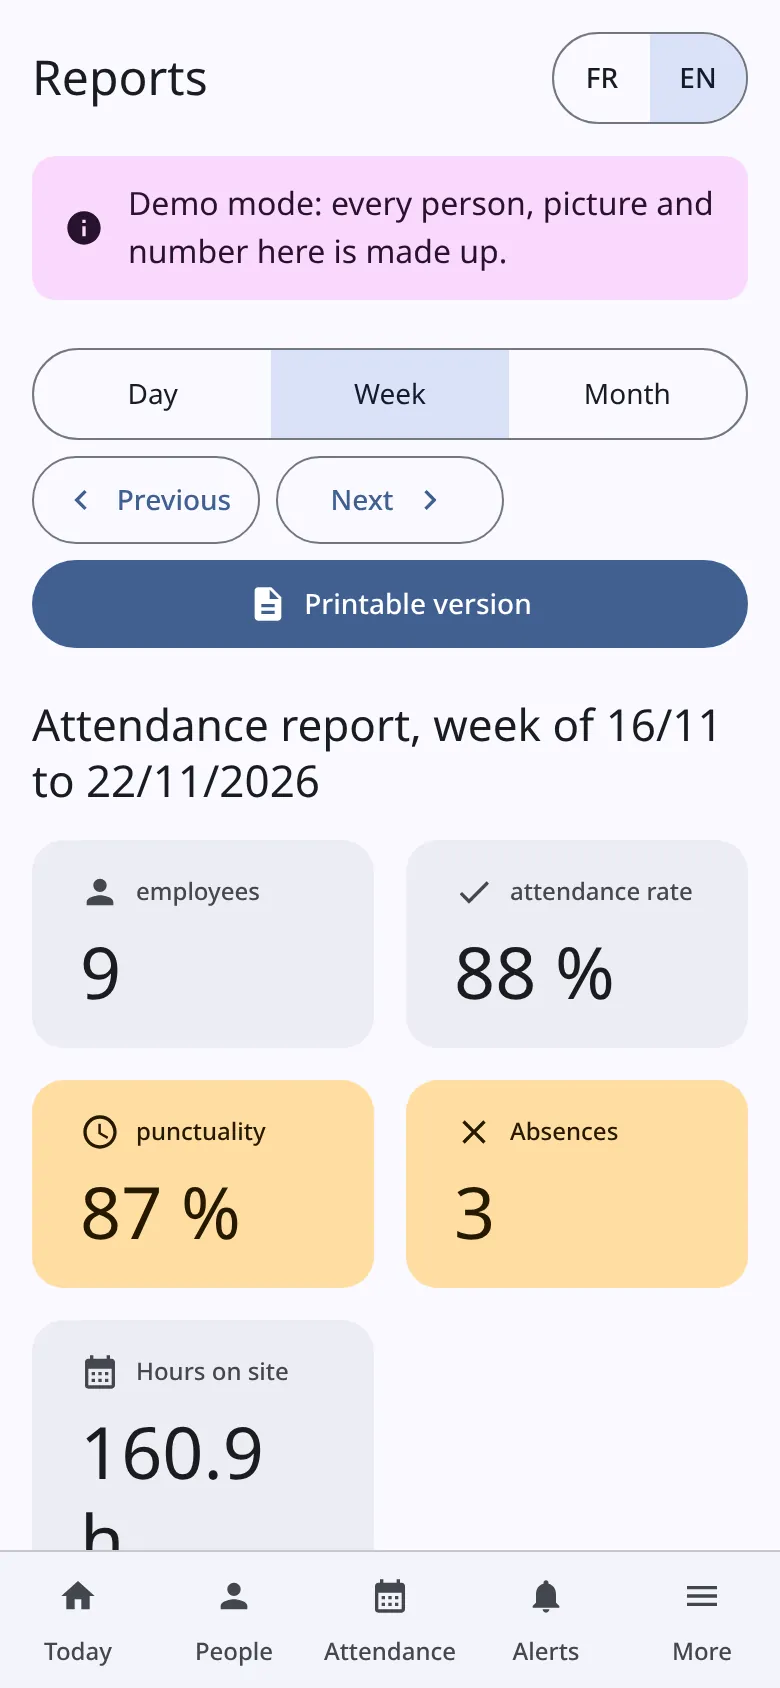 Reports
FR EN
Demo mode: every person, picture and
number here is made up.
Day Week Month
Previous Next
Printable version
Attendance report, week of 16/11
to 22/11/2026
employees
9
attendance rate
88 %
punctuality
87 %
Absences
3
Hours on site
160.9
h
Today People Attendance Alerts More